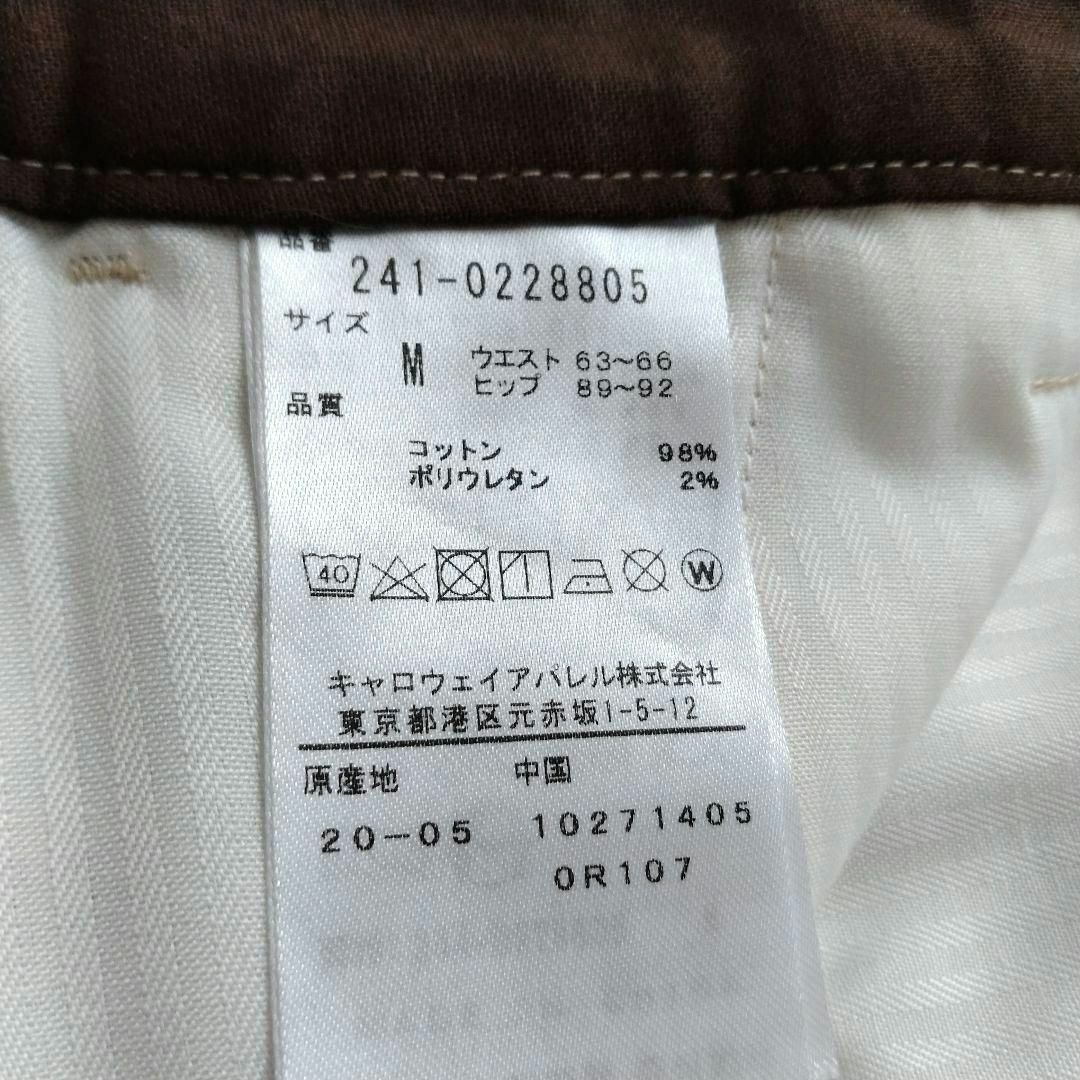 品番
241-0228805
サイズ
M ウエスト 63〜66
ヒップ 89〜92
品質
コットン 98%
ポリウレタン 2%
40 W
キャロウェイアパレル株式会社
東京都港区元赤坂1-5-12
原産地 中国
20-05 10271405
0R107